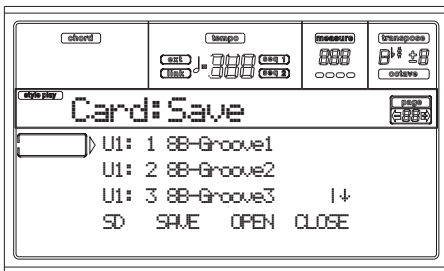 chord tempo measure transpose
ext seq 1
link seq 2
octave
style play page
Card:Save
U1: 1 8B-Groove1
U1: 2 8B-Groove2
U1: 3 8B-Groove3
SD SAVE OPEN CLOSE